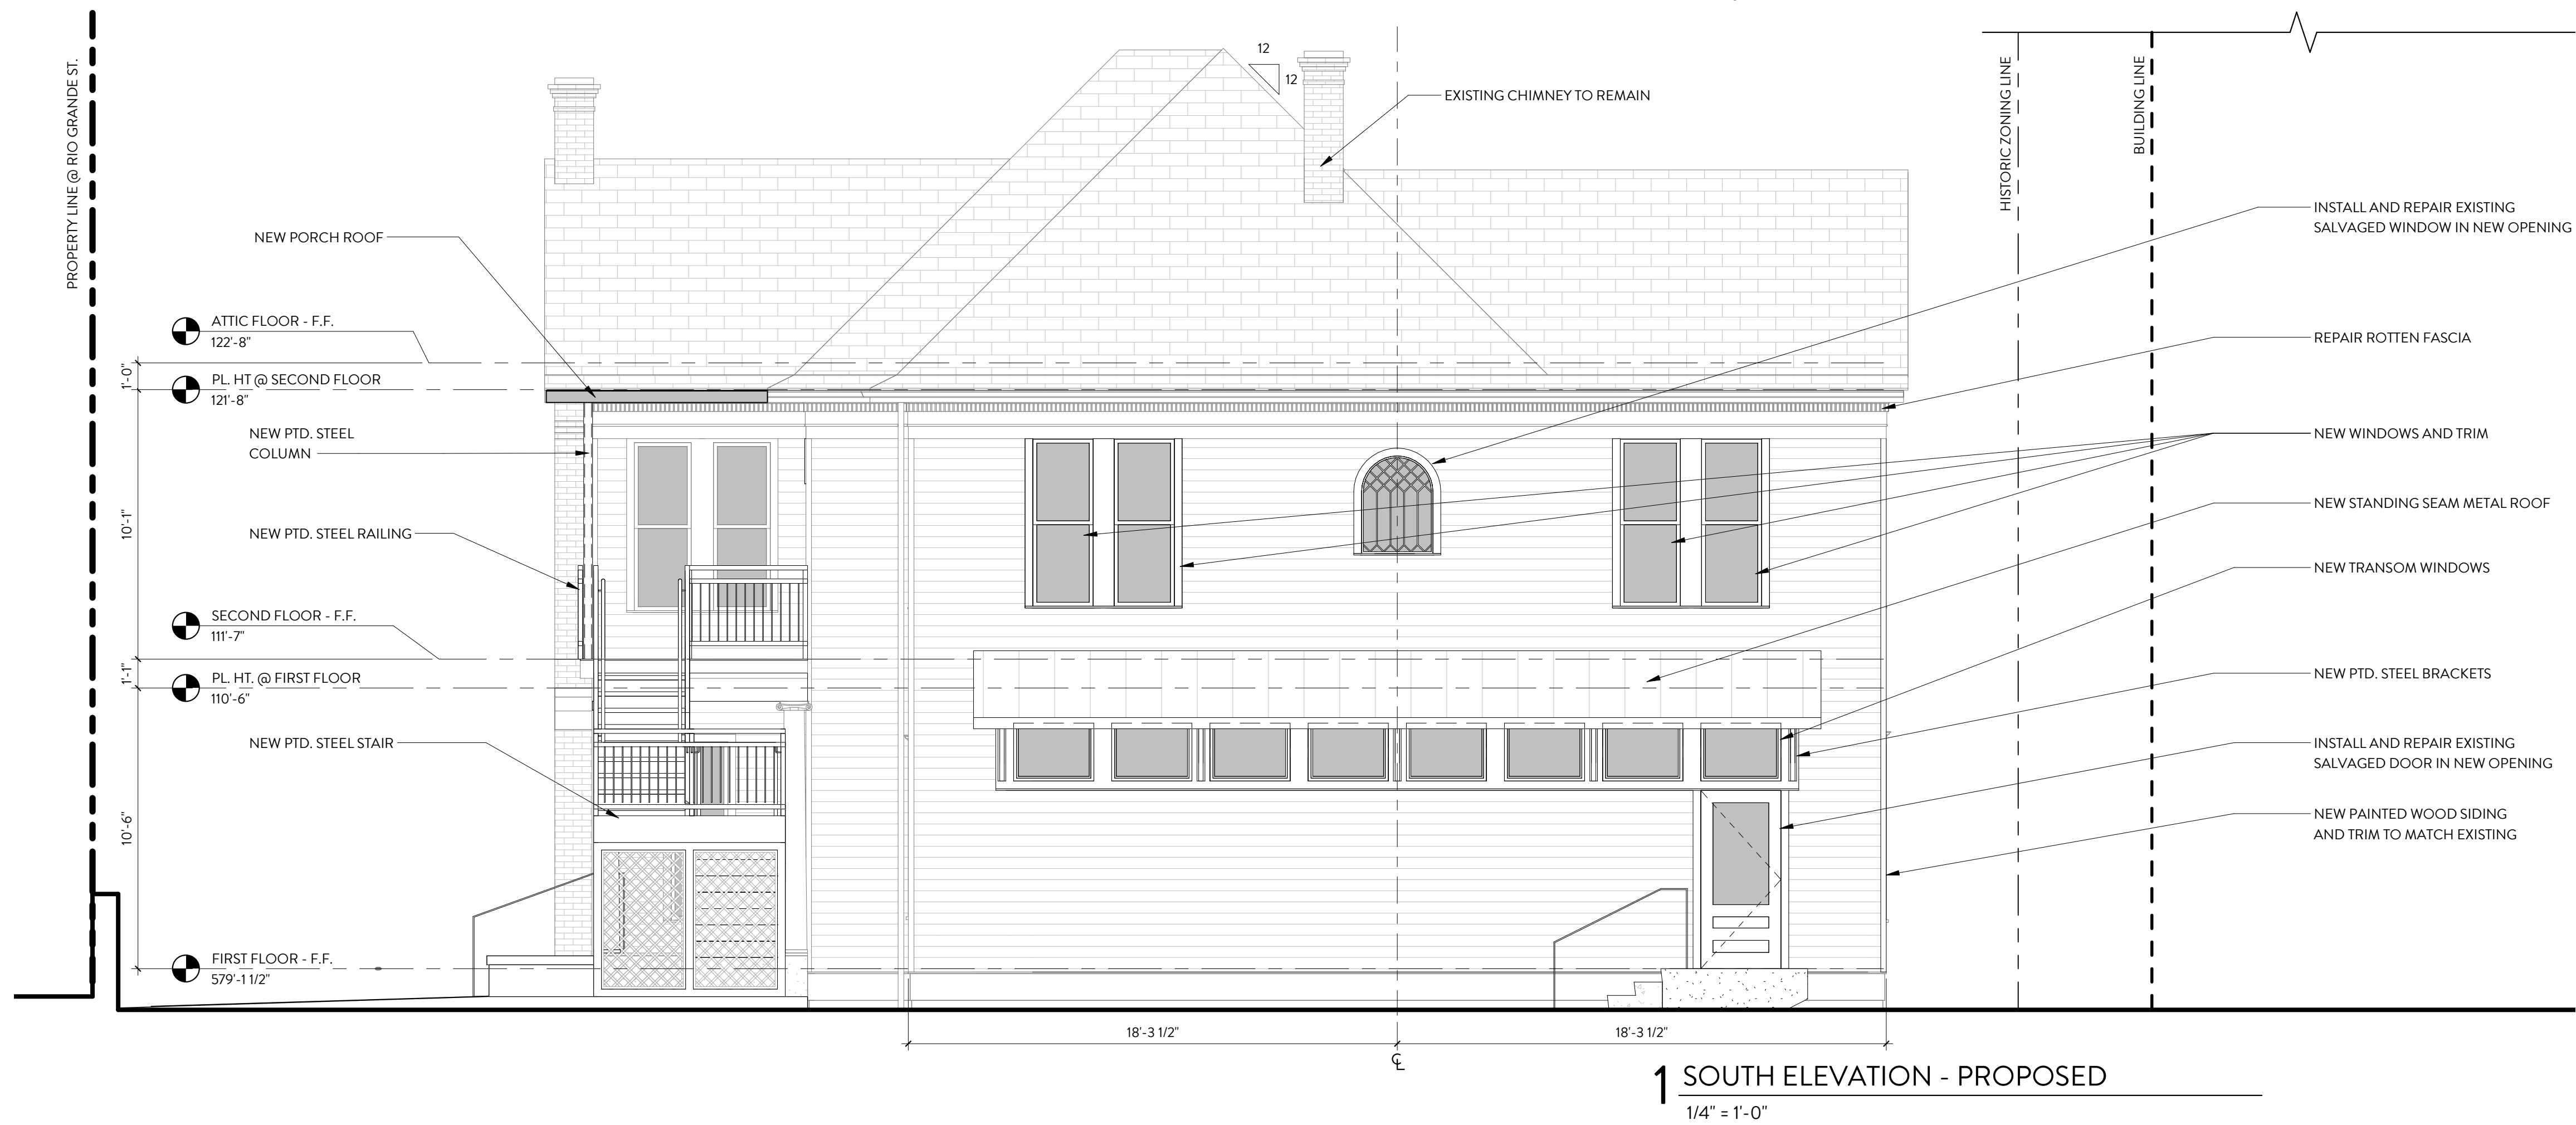 PROPERTY LINE @ RIO GRANDE ST.
12
12
EXISTING CHIMNEY TO REMAIN
HISTORIC ZONING LINE
BUILDING LINE
NEW PORCH ROOF
ATTIC FLOOR - F.F.
122'-8"
1'-0"
PL. HT @ SECOND FLOOR
121'-8"
NEW PTD. STEEL
COLUMN
10'-1"
NEW PTD. STEEL RAILING
SECOND FLOOR - F.F.
111'-7"
1'-1"
PL. HT. @ FIRST FLOOR
110'-6"
NEW PTD. STEEL STAIR
10'-6"
FIRST FLOOR - F.F.
579'-1 1/2"
INSTALL AND REPAIR EXISTING
SALVAGED WINDOW IN NEW OPENING
REPAIR ROTTEN FASCIA
NEW WINDOWS AND TRIM
NEW STANDING SEAM METAL ROOF
NEW TRANSOM WINDOWS
NEW PTD. STEEL BRACKETS
INSTALL AND REPAIR EXISTING
SALVAGED DOOR IN NEW OPENING
NEW PAINTED WOOD SIDING
AND TRIM TO MATCH EXISTING
18'-3 1/2"
18'-3 1/2"
℄
1 SOUTH ELEVATION - PROPOSED
1/4" = 1'-0"